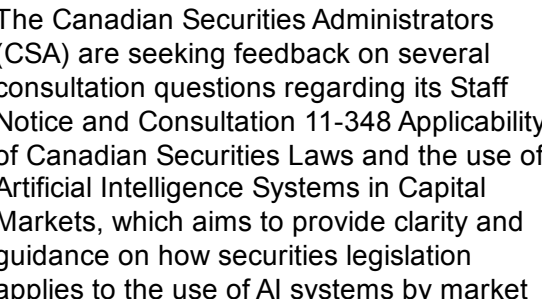 The Canadian Securities Administrators
(CSA) are seeking feedback on several
consultation questions regarding its Staff
Notice and Consultation 11-348 Applicability
of Canadian Securities Laws and the use of
Artificial Intelligence Systems in Capital
Markets, which aims to provide clarity and
guidance on how securities legislation
applies to the use of AI systems by market